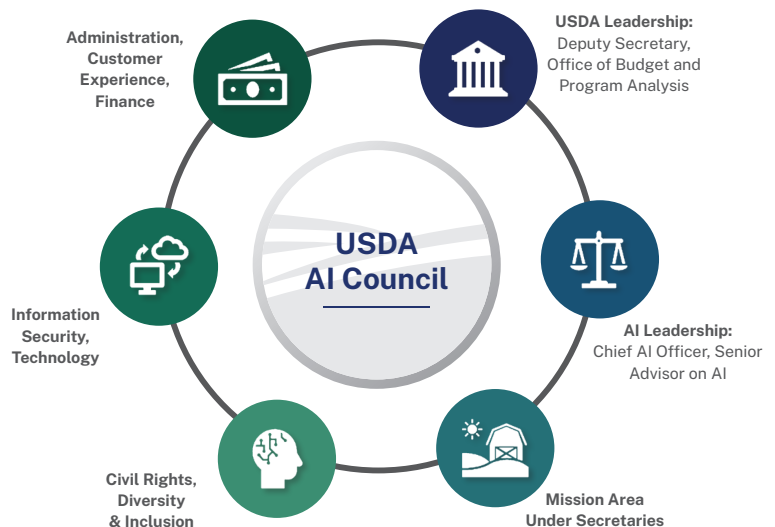 USDA Leadership:
Deputy Secretary,
Office of Budget and
Program Analysis
AI Leadership:
Chief AI Officer, Senior
Advisor on AI
Mission Area
Under Secretaries
Civil Rights,
Diversity
& Inclusion
Information
Security,
Technology
Administration,
Customer
Experience,
Finance
USDA
AI Council